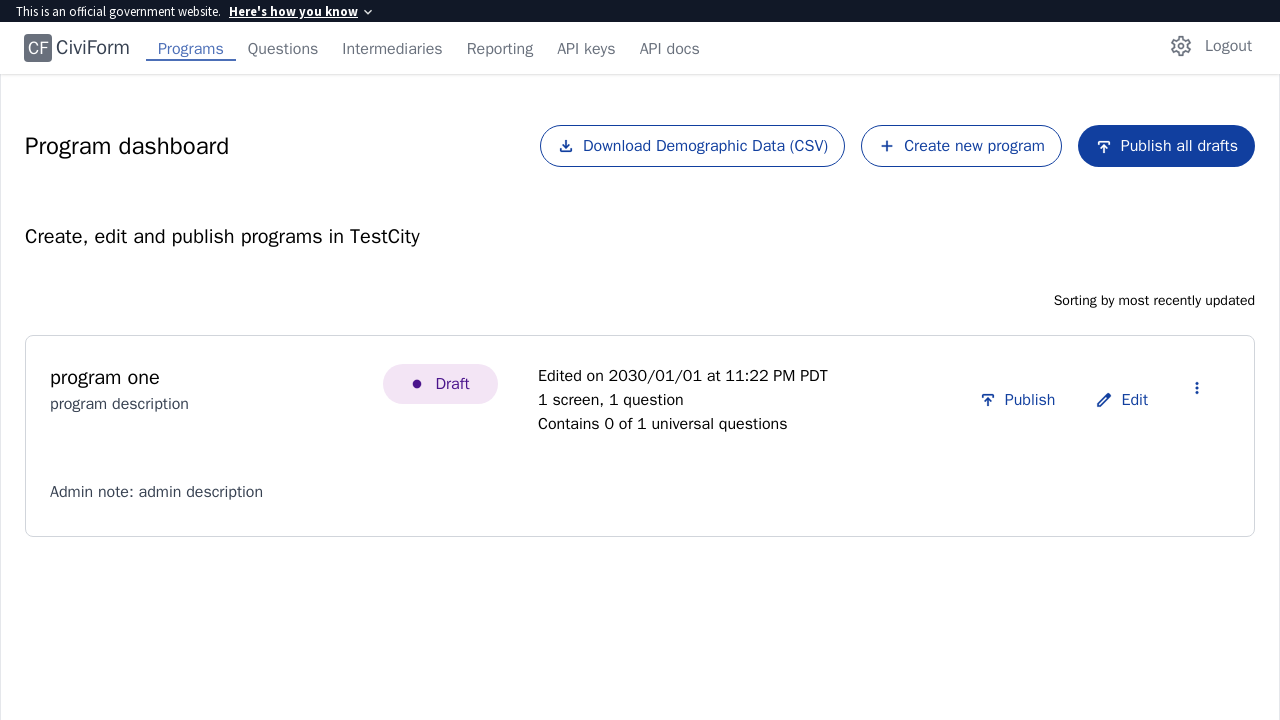 This is an official government website. Here's how you know
CF CiviForm Programs Questions Intermediaries Reporting API keys API docs Logout
Program dashboard Download Demographic Data (CSV) Create new program Publish all drafts
Create, edit and publish programs in TestCity
Sorting by most recently updated
program one
program description
Draft
Edited on 2030/01/01 at 11:22 PM PDT
1 screen, 1 question
Contains 0 of 1 universal questions
Publish Edit
Admin note: admin description